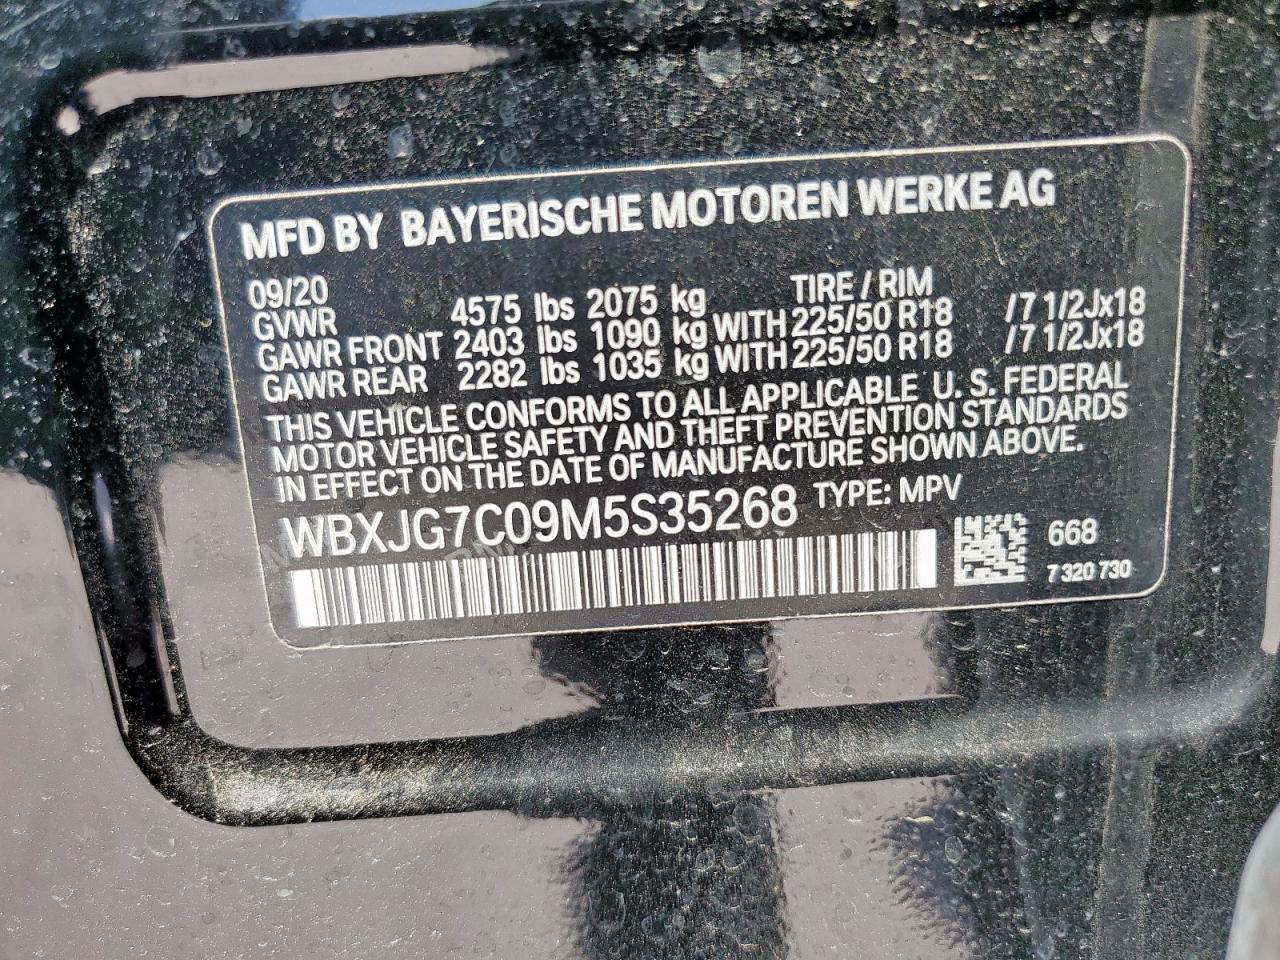 MFD BY BAYERISCHE MOTOREN WERKE AG
09/20 TIRE / RIM
GVWR 4575 lbs 2075 kg
GAWR FRONT 2403 lbs 1090 kg WITH 225/50 R18 /7 1/2Jx18
GAWR REAR 2282 lbs 1035 kg WITH 225/50 R18 /7 1/2Jx18
THIS VEHICLE CONFORMS TO ALL APPLICABLE U. S. FEDERAL
MOTOR VEHICLE SAFETY AND THEFT PREVENTION STANDARDS
IN EFFECT ON THE DATE OF MANUFACTURE SHOWN ABOVE.
WBXJG7C09M5S35268 TYPE: MPV
668
7 320 730